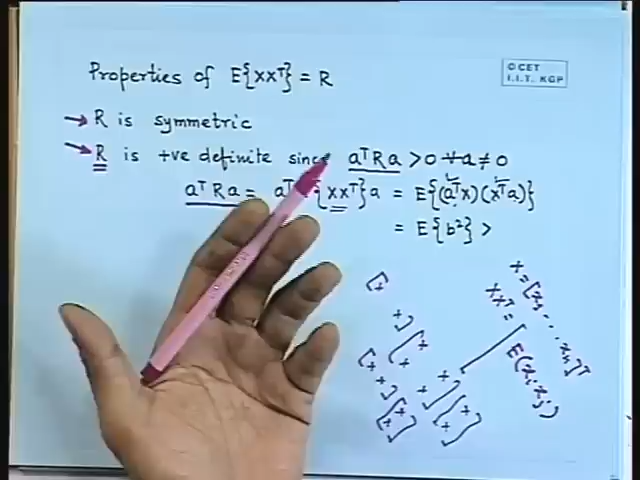 Properties of E{XXᵀ} = R
© CET
I.I.T. KGP
→ R is symmetric
→ R is +ve definite since aᵀRa > 0 ∀ a ≠ 0
aᵀRa = aᵀ {XXᵀ}a = E{(aᵀX)(Xᵀa)}
= E{b²} >
X = [x₁, . . . xₙ]ᵀ
XXᵀ =
E(xᵢxⱼ)